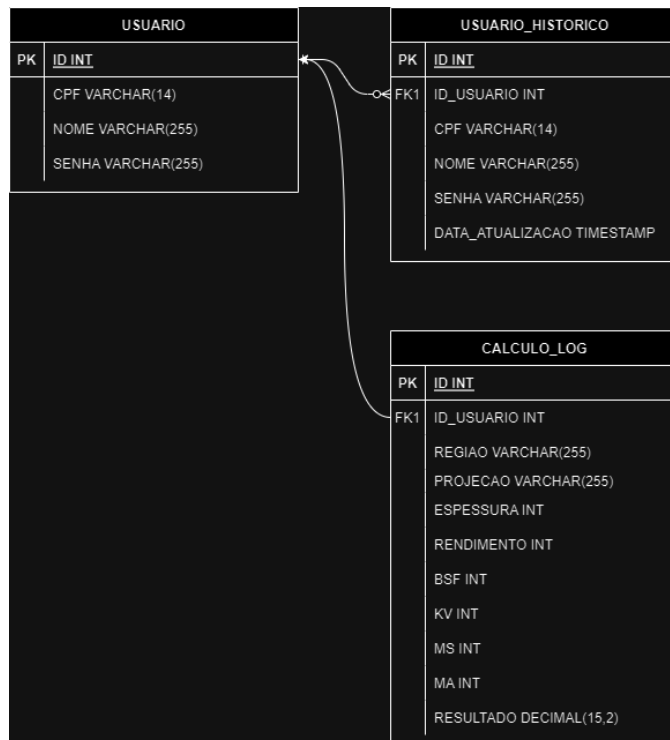 USUARIO
PK ID INT
CPF VARCHAR(14)
NOME VARCHAR(255)
SENHA VARCHAR(255)
USUARIO_HISTORICO
PK ID INT
FK1 ID_USUARIO INT
CPF VARCHAR(14)
NOME VARCHAR(255)
SENHA VARCHAR(255)
DATA_ATUALIZACAO TIMESTAMP
CALCULO_LOG
PK ID INT
FK1 ID_USUARIO INT
REGIAO VARCHAR(255)
PROJECAO VARCHAR(255)
ESPESSURA INT
RENDIMENTO INT
BSF INT
KV INT
MS INT
MA INT
RESULTADO DECIMAL(15,2)